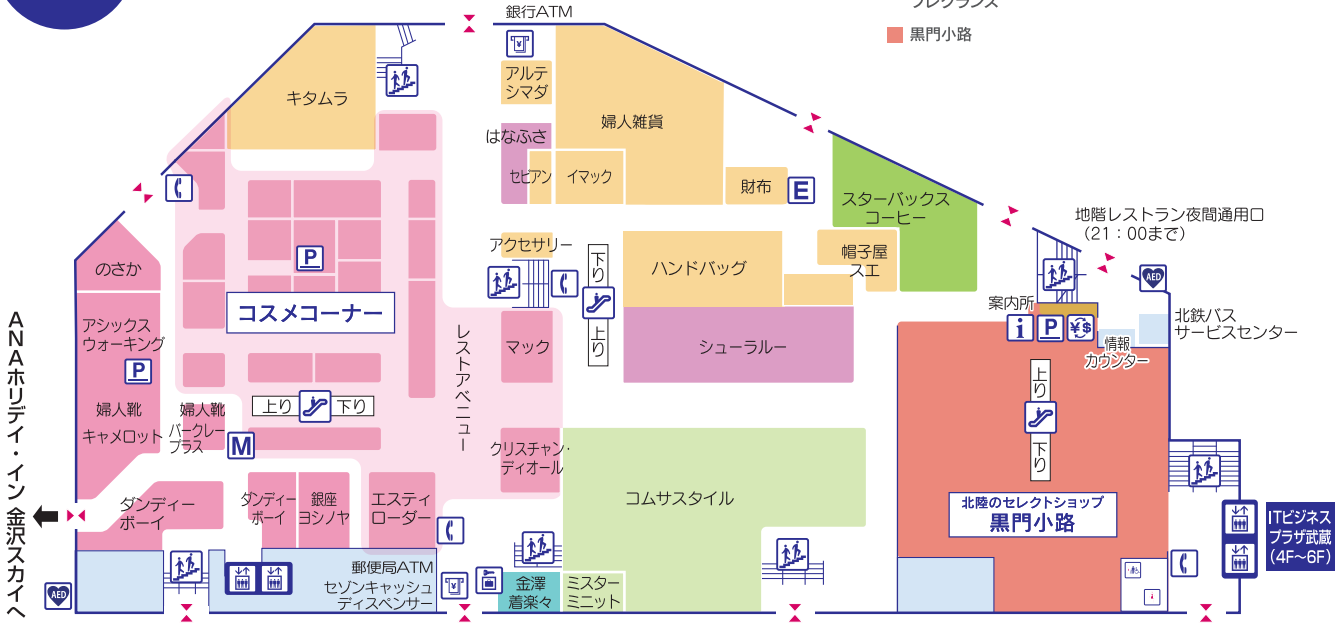 フレグランス
黒門小路
銀行ATM
キタムラ
アルテ
シマダ
婦人雑貨
はなふさ
セビアン
イマック
財布
E
スターバックス
コーヒー
地階レストラン夜間通用口
(21：00まで)
のさか
P
アクセサリー
下り
上り
ハンドバッグ
帽子屋
スエ
AED
コスメコーナー
案内所
i
P
¥$
北鉄バス
サービスセンター
情報
カウンター
アシックス
ウォーキング
P
レストアベニュー
マック
シューラルー
上り
下り
ANAホリデイ・イン金沢スカイへ
婦人靴
キャメロット
婦人靴
バークレー
プラス
M
上り
下り
クリスチャン・
ディオール
コムサスタイル
北陸のセレクトショップ
黒門小路
ダンディー
ボーイ
ダンディー
ボーイ
銀座
ヨシノヤ
エスティ
ローダー
ITビジネス
プラザ武蔵
(4F〜6F)
郵便局ATM
セゾンキャッシュ
ディスペンサー
金澤
着楽々
ミスター
ミニット
AED